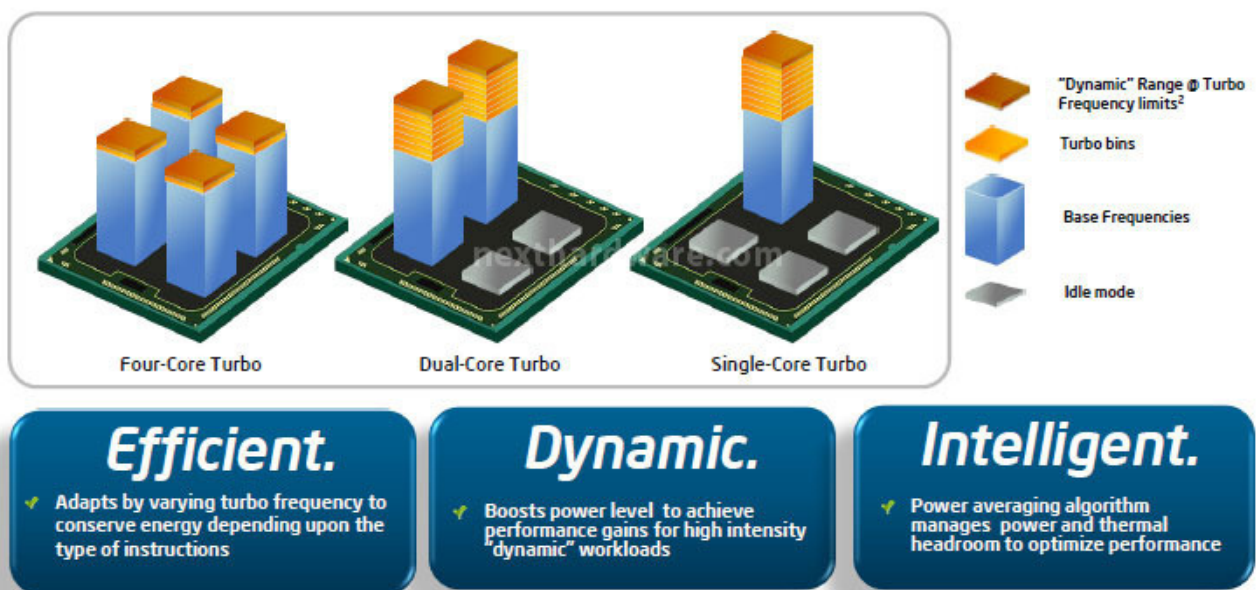 "Dynamic" Range @ Turbo
Frequency limits²
Turbo bins
Base Frequencies
Idle mode
nexthardware.com
Four-Core Turbo
Dual-Core Turbo
Single-Core Turbo
Efficient.
Adapts by varying turbo frequency to
conserve energy depending upon the
type of instructions
Dynamic.
Boosts power level to achieve
performance gains for high intensity
"dynamic" workloads
Intelligent.
Power averaging algorithm
manages power and thermal
headroom to optimize performance